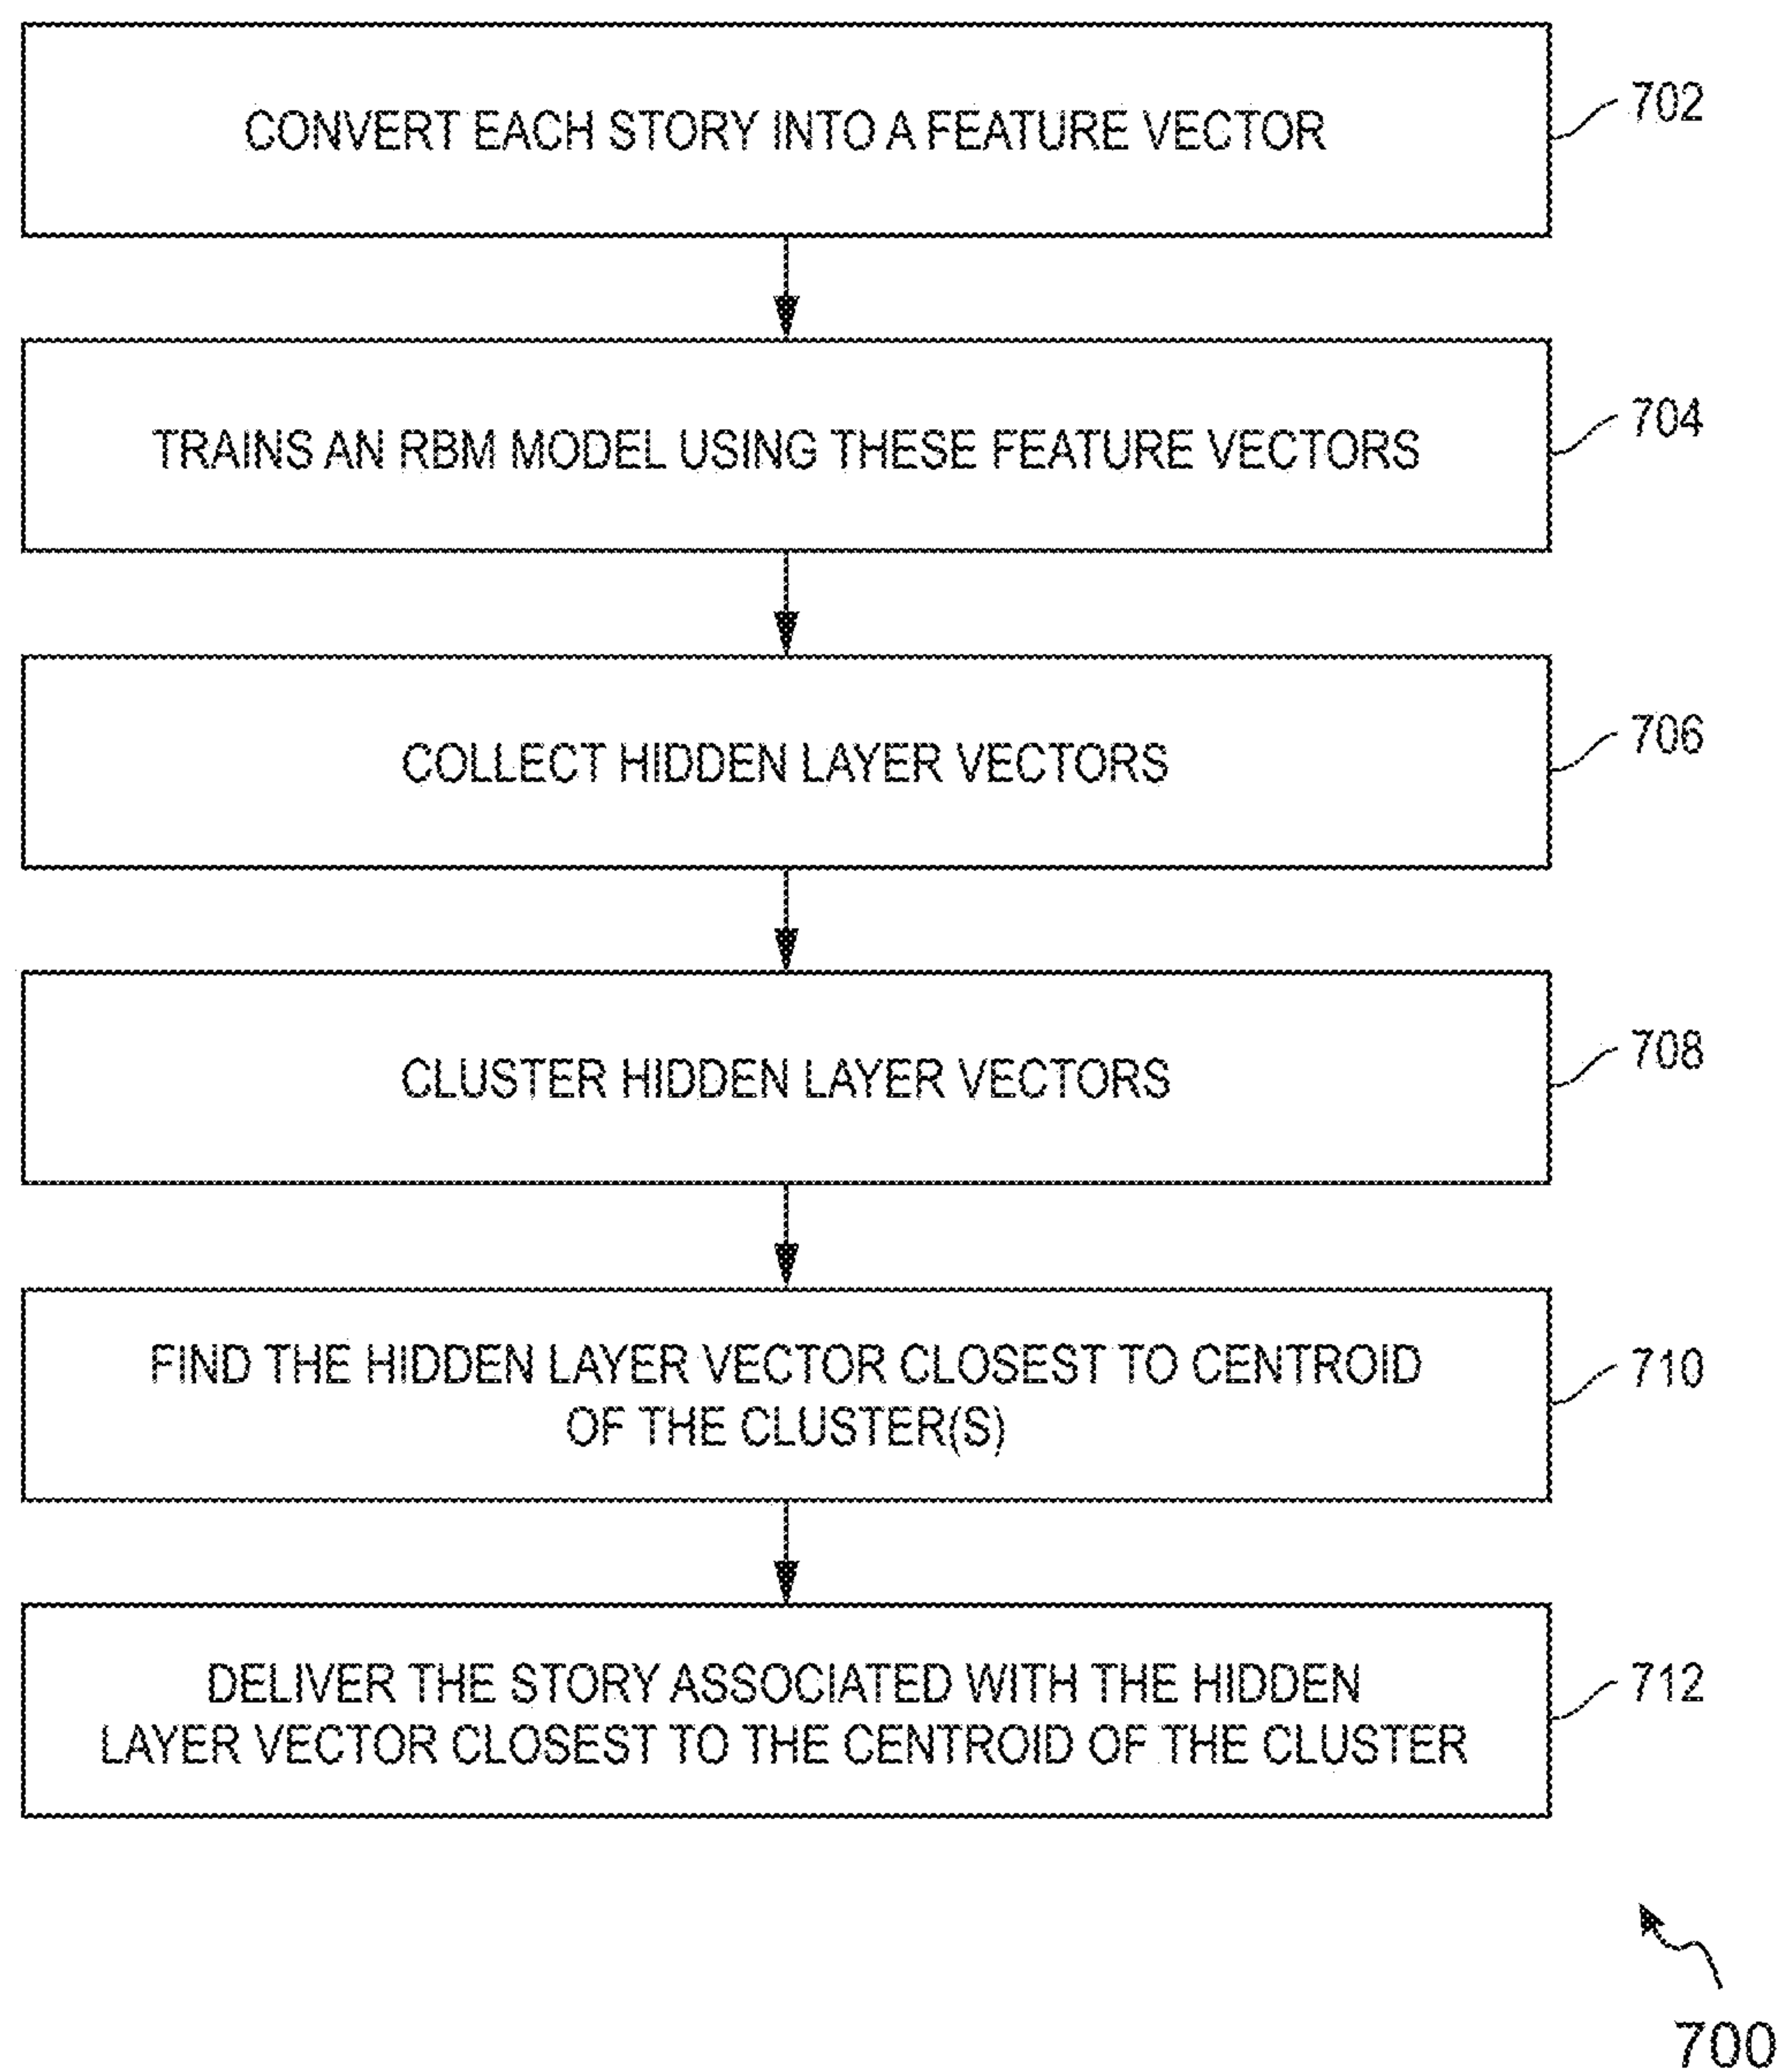 CONVERT EACH STORY INTO A FEATURE VECTOR
702
TRAINS AN RBM MODEL USING THESE FEATURE VECTORS
704
COLLECT HIDDEN LAYER VECTORS
706
CLUSTER HIDDEN LAYER VECTORS
708
FIND THE HIDDEN LAYER VECTOR CLOSEST TO CENTROID
OF THE CLUSTER(S)
710
DELIVER THE STORY ASSOCIATED WITH THE HIDDEN
LAYER VECTOR CLOSEST TO THE CENTROID OF THE CLUSTER
712
700